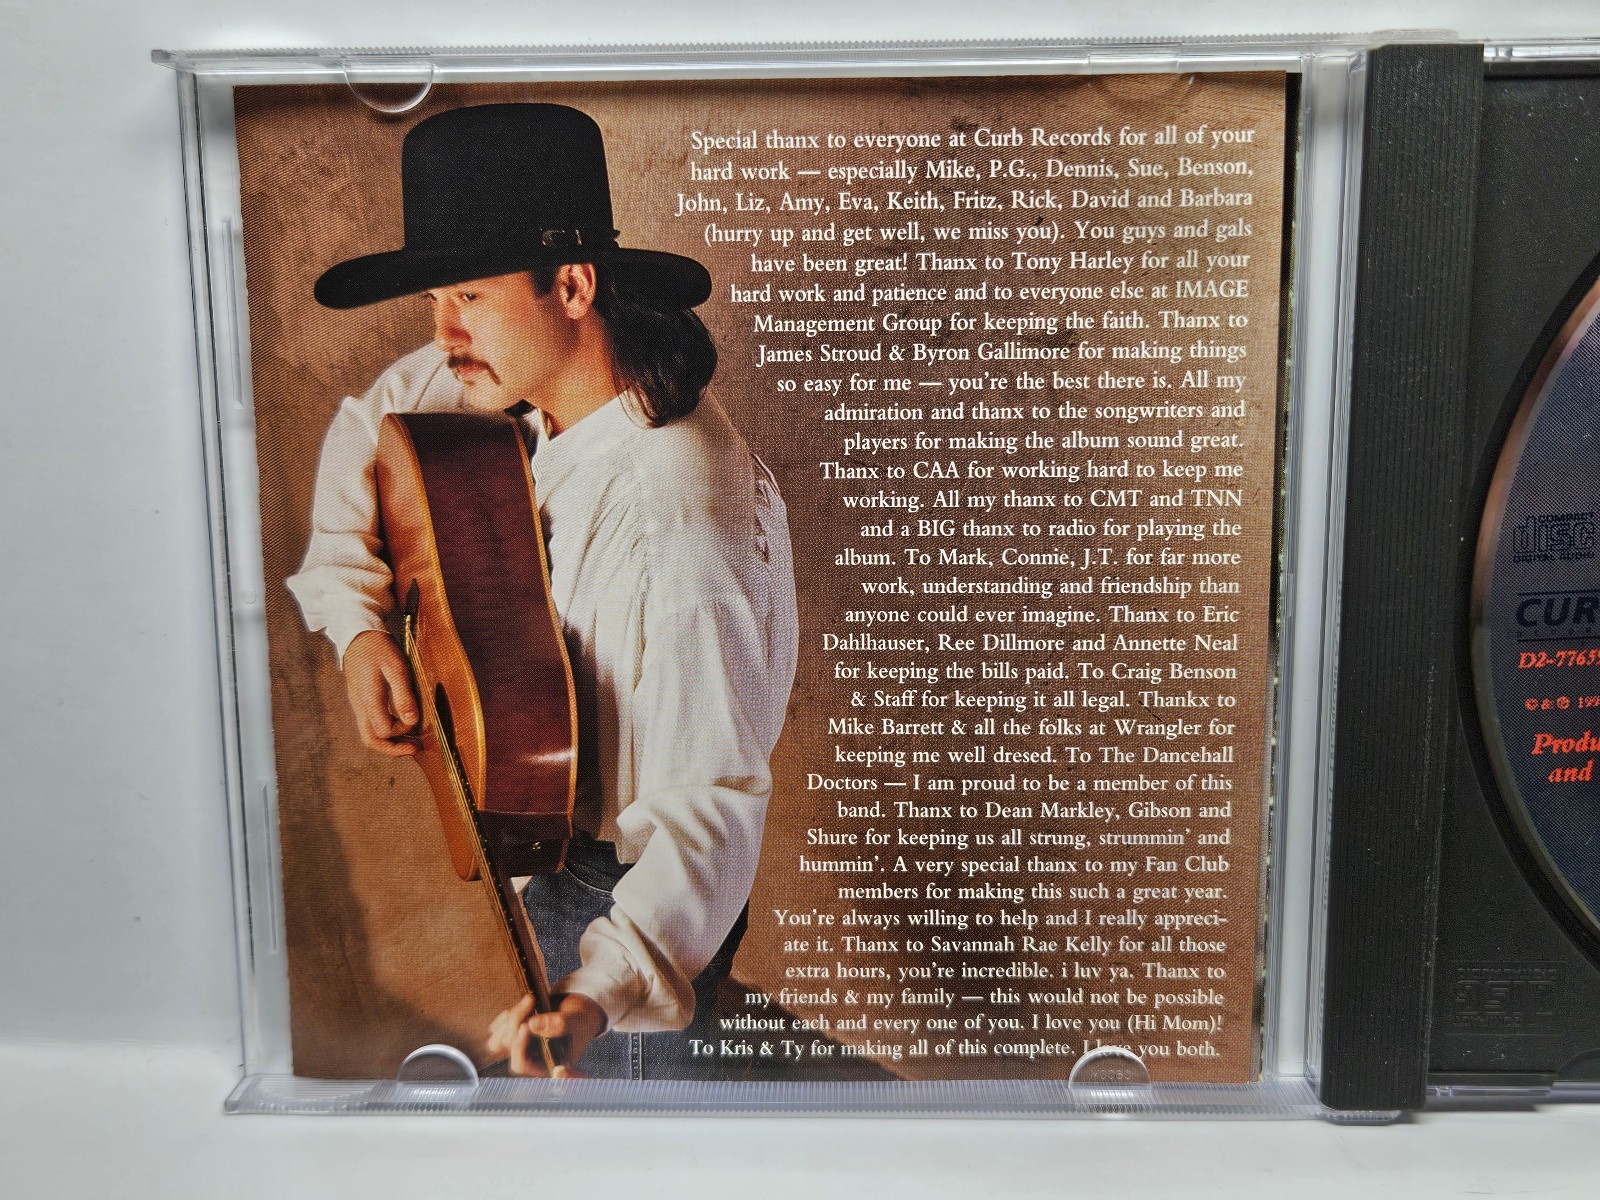 Special thanx to everyone at Curb Records for all of your
hard work — especially Mike, P.G., Dennis, Sue, Benson,
John, Liz, Amy, Eva, Keith, Fritz, Rick, David and Barbara
(hurry up and get well, we miss you). You guys and gals
have been great! Thanx to Tony Harley for all your
hard work and patience and to everyone else at IMAGE
Management Group for keeping the faith. Thanx to
James Stroud & Byron Gallimore for making things
so easy for me — you're the best there is. All my
admiration and thanx to the songwriters and
players for making the album sound great.
Thanx to CAA for working hard to keep me
working. All my thanx to CMT and TNN
and a BIG thanx to radio for playing the
album. To Mark, Connie, J.T. for far more
work, understanding and friendship than
anyone could ever imagine. Thanx to Eric
Dahlhauser, Ree Dillmore and Annette Neal
for keeping the bills paid. To Craig Benson
& Staff for keeping it all legal. Thankx to
Mike Barrett & all the folks at Wrangler for
keeping me well dresed. To The Dancehall
Doctors — I am proud to be a member of this
band. Thanx to Dean Markley, Gibson and
Shure for keeping us all strung, strummin' and
hummin'. A very special thanx to my Fan Club
members for making this such a great year.
You're always willing to help and I really appreci-
ate it. Thanx to Savannah Rae Kelly for all those
extra hours, you're incredible. i luv ya. Thanx to
my friends & my family — this would not be possible
without each and every one of you. I love you (Hi Mom)!
To Kris & Ty for making all of this complete. I love you both.
COMPACT
disc
DIGITAL AUDIO
CUR
D2-7765
© & ℗ 199
Produ
and